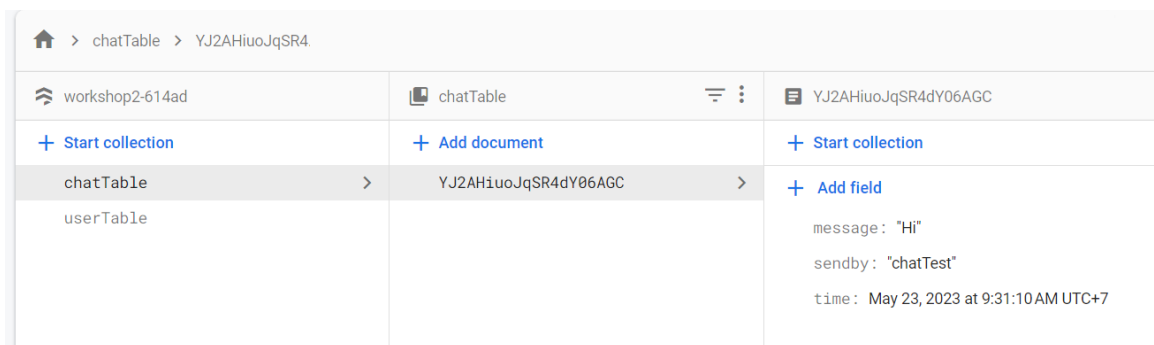 chatTable > YJ2AHiuoJqSR4.
workshop2-614ad
chatTable
YJ2AHiuoJqSR4dY06AGC
+ Start collection
+ Add document
+ Start collection
chatTable
YJ2AHiuoJqSR4dY06AGC
+ Add field
userTable
message: "Hi"
sendby: "chatTest"
time: May 23, 2023 at 9:31:10 AM UTC+7